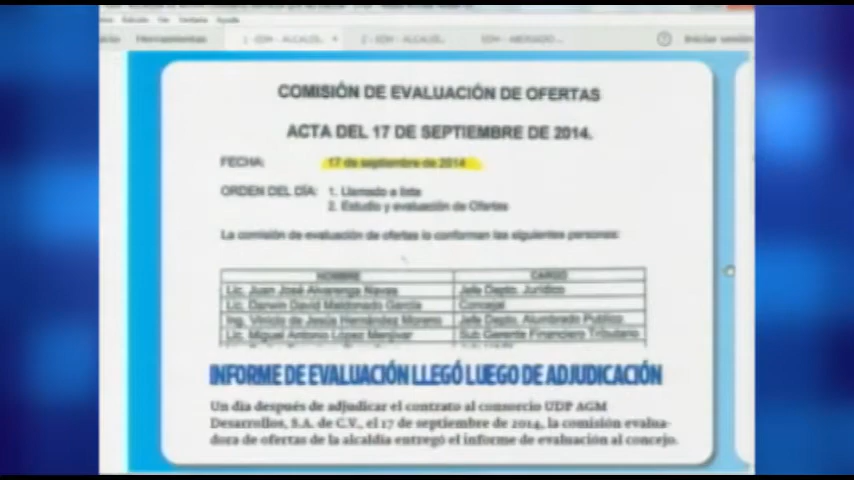 Herramientas
Iniciar sesión
COMISIÓN DE EVALUACIÓN DE OFERTAS
ACTA DEL 17 DE SEPTIEMBRE DE 2014.
FECHA: 17 de septiembre de 2014
ORDEN DEL DÍA: 1. Llamado a lista
2. Estudio y evaluación de Ofertas
La comisión de evaluación de ofertas lo conforman las siguientes personas:
NOMBRE CARGO
Lic. Juan José Alvarenga Navas Jefe Depto. Jurídico
Lic. Darwin David Maldonado García Concejal
Ing. Vinicio de Jesús Hernández Moreno Jefe Depto. Alumbrado Publico
Lic. Miguel Antonio López Menjívar Sub Gerente Financiero Tributario
INFORME DE EVALUACIÓN LLEGÓ LUEGO DE ADJUDICACIÓN
Un día después de adjudicar el contrato al consorcio UDP AGM
Desarrollos, S.A. de C.V., el 17 de septiembre de 2014, la comisión evalua-
dora de ofertas de la alcaldía entregó el informe de evaluación al concejo.